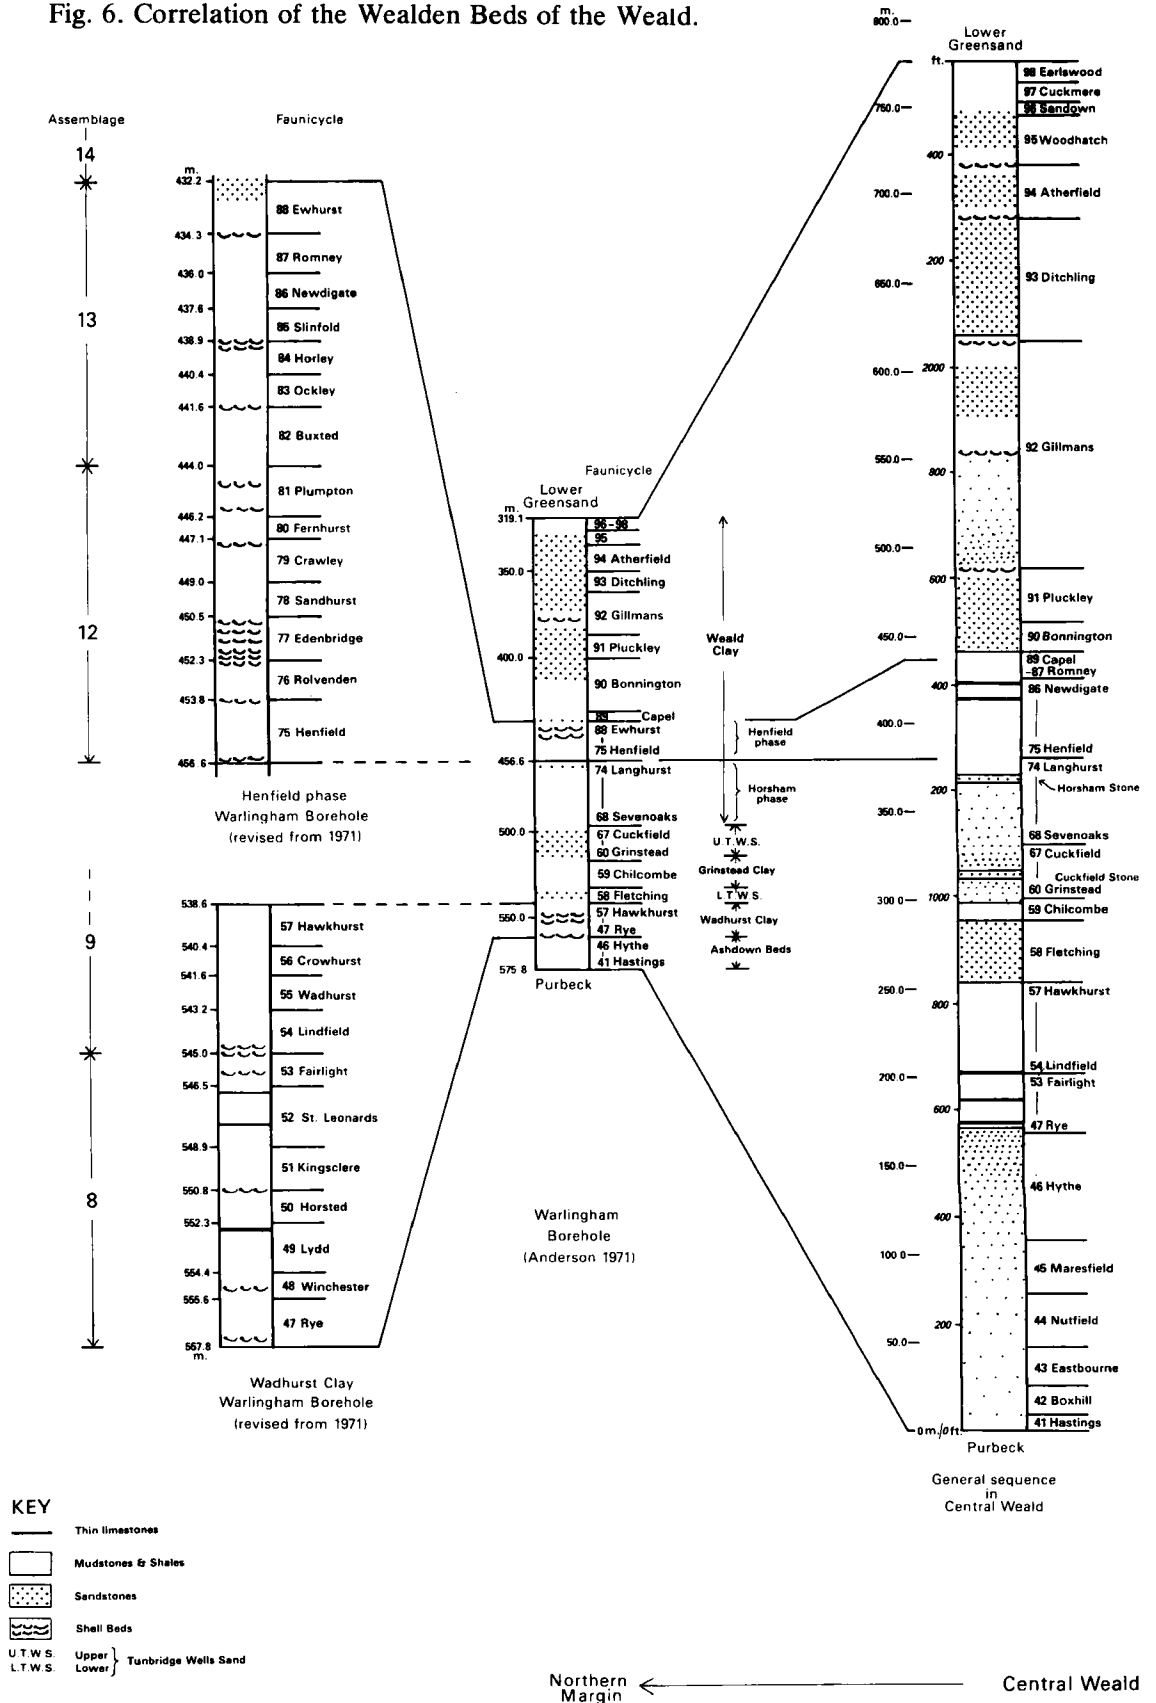 Fig. 6. Correlation of the Wealden Beds of the Weald.
Assemblage
14
13
12
9
8
Faunicycle
m.
432.2
434.3
436.0
437.6
438.9
440.4
441.6
444.0
446.2
447.1
449.0
450.5
452.3
453.8
456 6
88 Ewhurst
87 Romney
86 Newdigate
85 Slinfold
84 Horley
83 Ockley
82 Buxted
81 Plumpton
80 Fernhurst
79 Crawley
78 Sandhurst
77 Edenbridge
76 Rolvenden
75 Henfield
Henfield phase
Warlingham Borehole
(revised from 1971)
538.6
540.4
541.6
543.2
545.0
546.5
548.9
550.8
552.3
554.4
555.6
567.8
m.
57 Hawkhurst
56 Crowhurst
55 Wadhurst
54 Lindfield
53 Fairlight
52 St. Leonards
51 Kingsclere
50 Horsted
49 Lydd
48 Winchester
47 Rye
Wadhurst Clay
Warlingham Borehole
(revised from 1971)
Faunicycle
Lower
Greensand
m.
319.1
350.0
400.0
456.6
500.0
550.0
575 8
96-98
95
94 Atherfield
93 Ditchling
92 Gillmans
91 Pluckley
90 Bonnington
89 Capel
88 Ewhurst
75 Henfield
74 Langhurst
68 Sevenoaks
67 Cuckfield
60 Grinstead
59 Chilcombe
58 Fletching
57 Hawkhurst
47 Rye
46 Hythe
41 Hastings
Purbeck
Weald
Clay
Henfield
phase
Horsham
phase
U.T.W.S.
Grinstead Clay
L.T.W.S.
Wadhurst Clay
Ashdown Beds
Warlingham
Borehole
(Anderson 1971)
m.
800.0
750.0
700.0
650.0
600.0
550.0
500.0
450.0
400.0
350.0
300 0
250.0
200.0
150.0
100 0
50.0
0m./0ft.
Lower
Greensand
ft.
400
200
2000
800
600
400
200
1000
800
600
400
200
98 Earlswood
97 Cuckmere
96 Sandown
95 Woodhatch
94 Atherfield
93 Ditchling
92 Gillmans
91 Pluckley
90 Bonnington
89 Capel
-87 Romney
86 Newdigate
75 Henfield
74 Langhurst
Horsham Stone
68 Sevenoaks
67 Cuckfield
Cuckfield Stone
60 Grinstead
59 Chilcombe
58 Fletching
57 Hawkhurst
54 Lindfield
53 Fairlight
47 Rye
46 Hythe
45 Maresfield
44 Nutfield
43 Eastbourne
42 Boxhill
41 Hastings
Purbeck
General sequence
in
Central Weald
KEY
Thin limestones
Mudstones & Shales
Sandstones
Shell Beds
U.T.W.S. Upper } Tunbridge Wells Sand
L.T.W.S. Lower
Northern
Margin
Central Weald